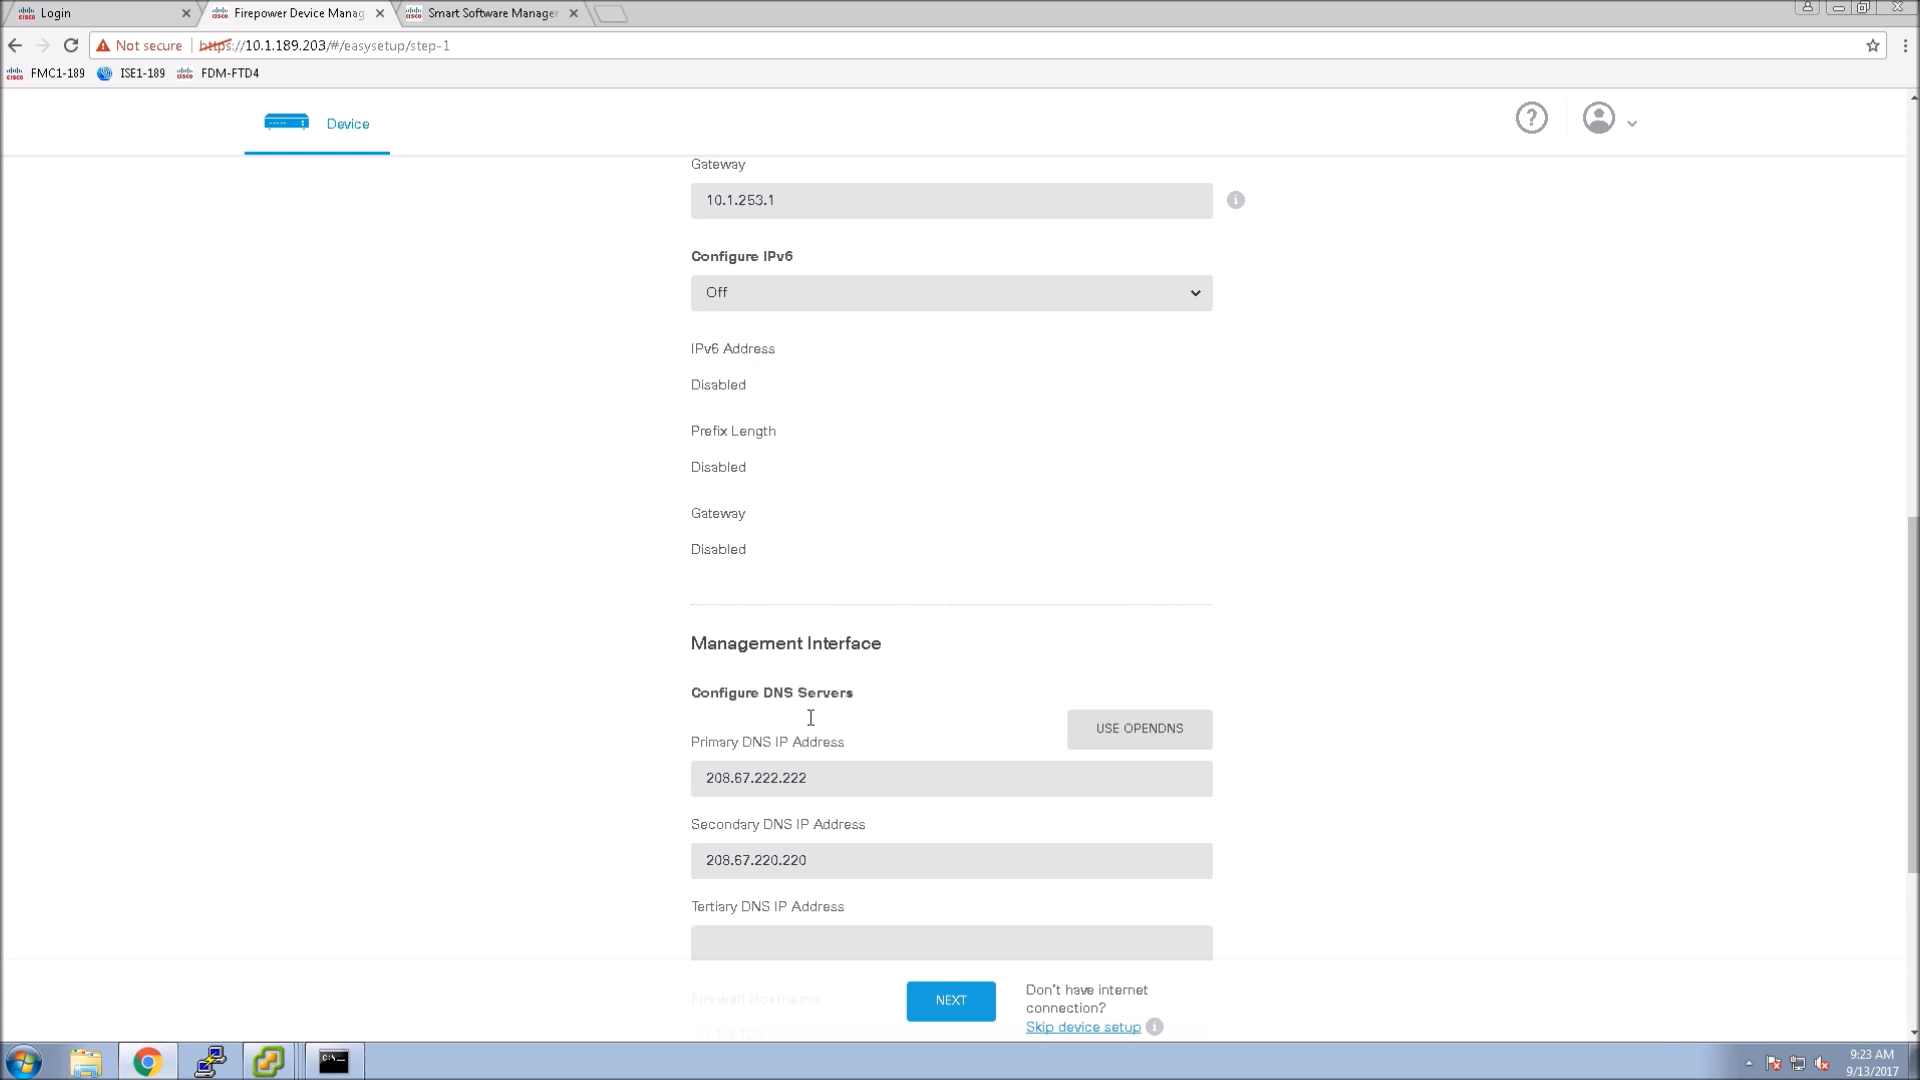 Login
Firepower Device Manag
Smart Software Manager
Not secure
https://10.1.189.203/#/easysetup/step-1
FMC1-189
ISE1-189
FDM-FTD4
Device
Gateway
10.1.253.1
Configure IPv6
Off
IPv6 Address
Disabled
Prefix Length
Disabled
Gateway
Disabled
Management Interface
Configure DNS Servers
Primary DNS IP Address
USE OPENDNS
208.67.222.222
Secondary DNS IP Address
208.67.220.220
Tertiary DNS IP Address
Firewall Hostname
NEXT
Don't have internet
connection?
Skip device setup
9:23 AM
9/13/2017